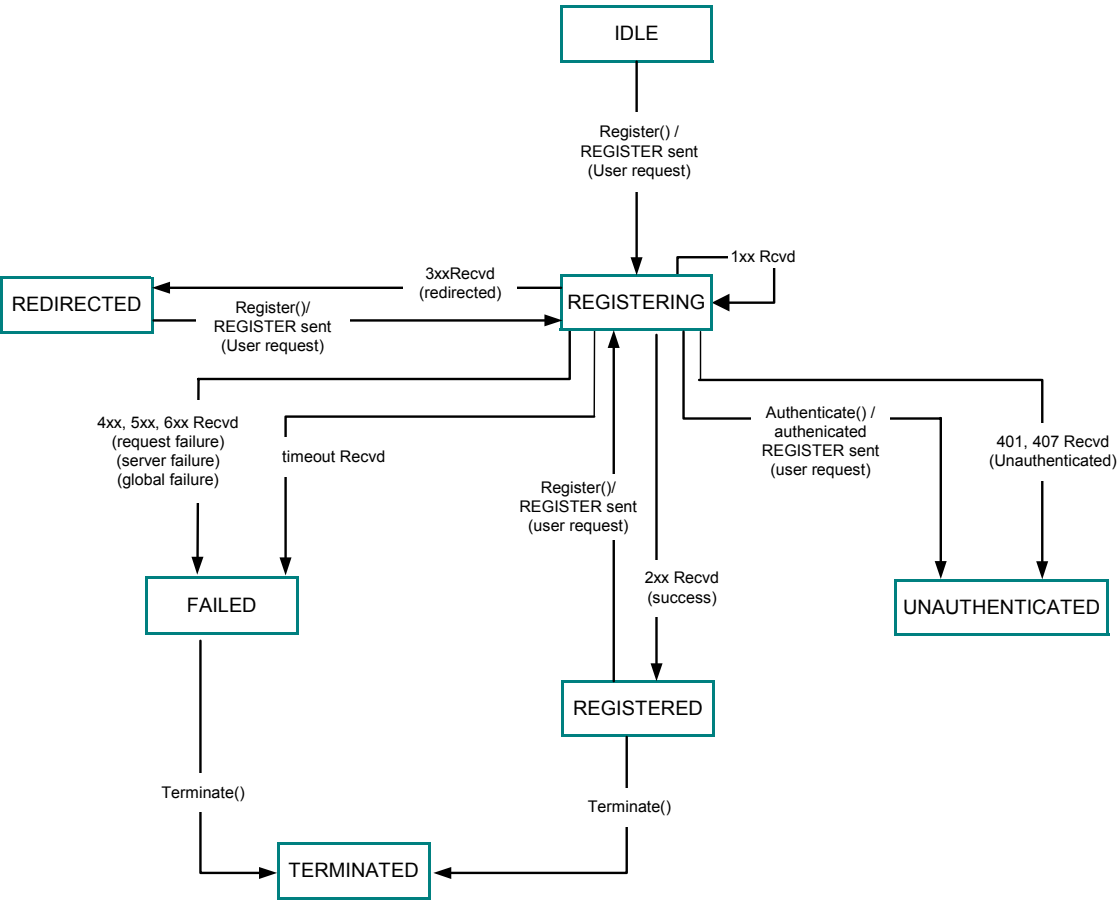 IDLE
Register() /
REGISTER sent
(User request)
1xx Rcvd
3xxRecvd
(redirected)
REDIRECTED
REGISTERING
Register()/
REGISTER sent
(User request)
4xx, 5xx, 6xx Recvd
(request failure)
(server failure)
(global failure)
timeout Recvd
Authenticate() /
authenicated
REGISTER sent
(user request)
401, 407 Recvd
(Unauthenticated)
Register()/
REGISTER sent
(user request)
2xx Recvd
(success)
FAILED
UNAUTHENTICATED
REGISTERED
Terminate()
Terminate()
TERMINATED